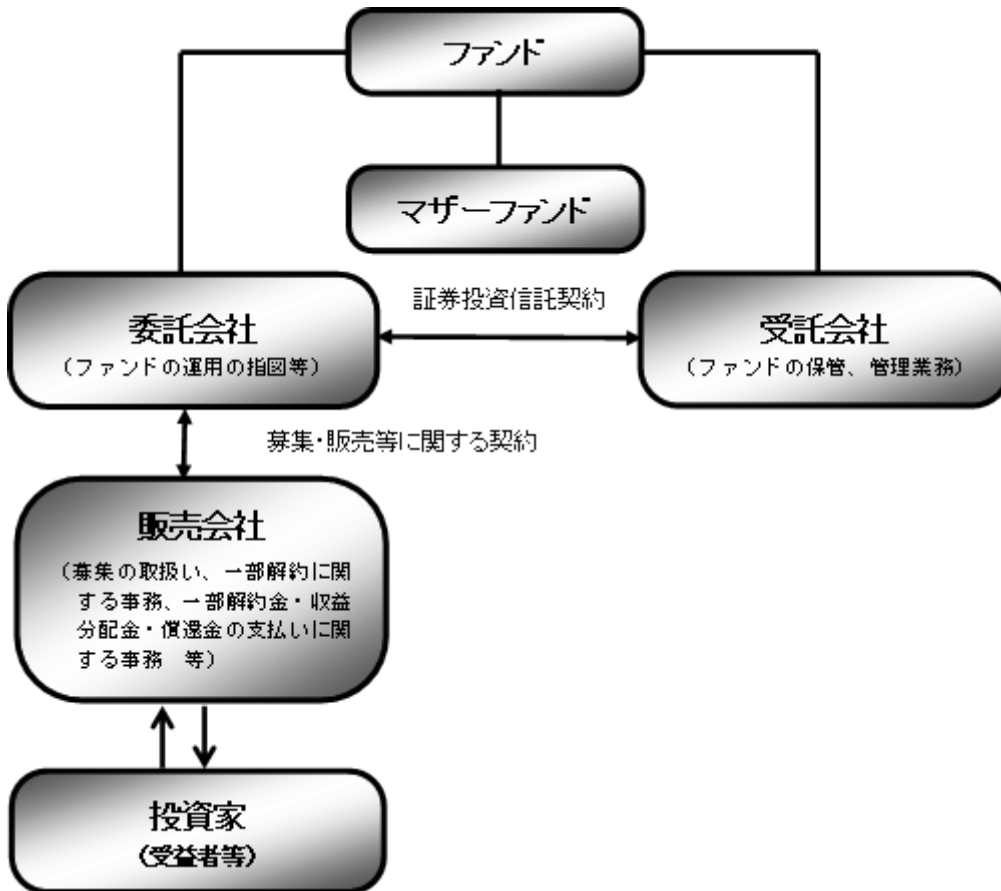 ファンド
マザーファンド
証券投資信託契約
委託会社
（ファンドの運用の指図等）
受託会社
（ファンドの保管、管理業務）
募集・販売等に関する契約
販売会社
（募集の取扱い、一部解約に関
する事務、一部解約金・収益
分配金・償還金の支払いに関
する事務　等）
投資家
（受益者等）